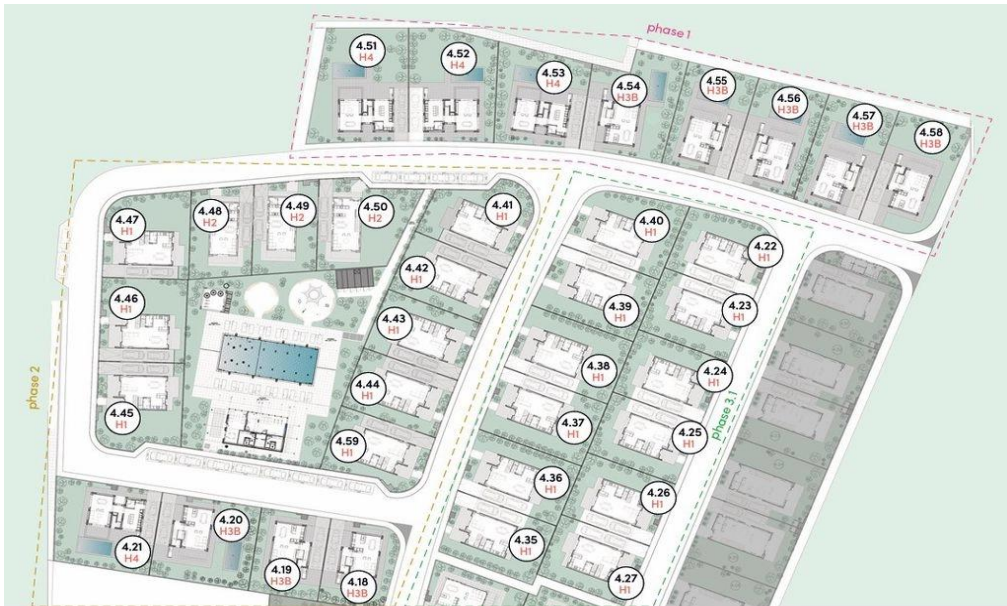 phase 1
4.51
H4
4.52
H4
4.53
H4
4.54
H3B
4.55
H3B
4.56
H3B
4.57
H3B
4.58
H3B
4.47
H1
4.48
H2
4.49
H2
4.50
H2
4.41
H1
4.40
H1
4.22
H1
4.46
H1
4.42
H1
4.39
H1
4.23
H1
4.43
H1
4.38
H1
4.24
H1
phase 2
4.45
H1
4.44
H1
4.37
H1
4.25
H1
phase 3.1
4.59
H1
4.36
H1
4.26
H1
4.21
H4
4.20
H3B
4.19
H3B
4.18
H3B
4.35
H1
4.27
H1